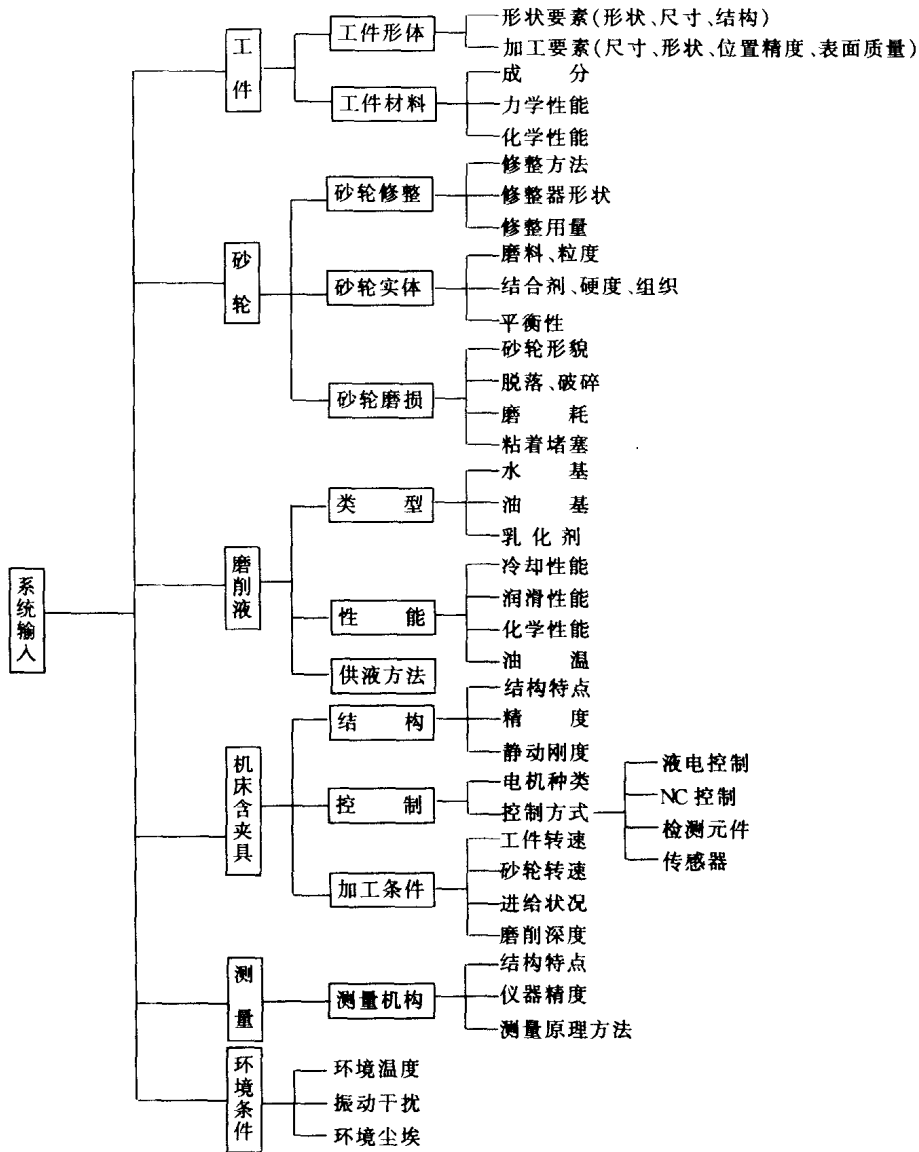 系统输入
工件
工件形体
形状要素(形状、尺寸、结构)
加工要素(尺寸、形状、位置精度、表面质量)
工件材料
成分
力学性能
化学性能
砂轮
砂轮修整
修整方法
修整器形状
修整用量
砂轮实体
磨料、粒度
结合剂、硬度、组织
平衡性
砂轮磨损
砂轮形貌
脱落、破碎
磨耗
粘着堵塞
磨削液
类型
水基
油基
乳化剂
性能
冷却性能
润滑性能
化学性能
油温
供液方法
机床含夹具
结构
结构特点
精度
静动刚度
控制
电机种类
控制方式
液电控制
NC控制
检测元件
传感器
加工条件
工件转速
砂轮转速
进给状况
磨削深度
测量
测量机构
结构特点
仪器精度
测量原理方法
环境条件
环境温度
振动干扰
环境尘埃